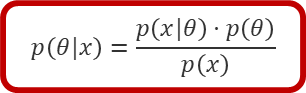 p(θ|x) = p(x|θ) · p(θ) / p(x)